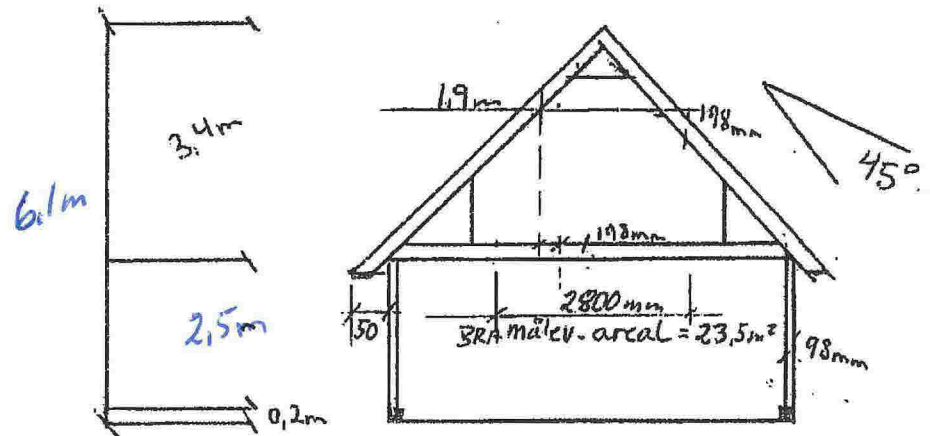 1,9m
198mm
3,4m
45°
6,1m
198mm
2,5m
2800mm
50
BRA målev. areal = 23,5m²
98mm
0,2m